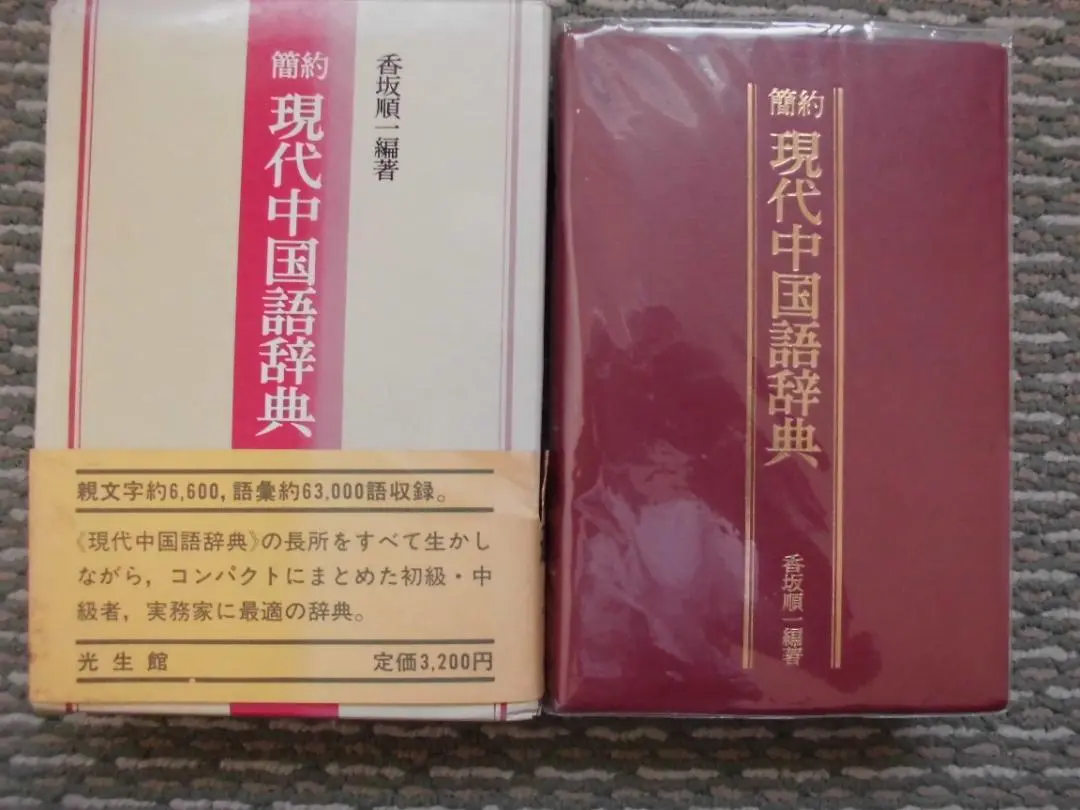 簡約
現代中国語辞典
香坂順一編著
親文字約6,600,語彙約63,000語収録。
《現代中国語辞典》の長所をすべて生かし
ながら,コンパクトにまとめた初級・中
級者,実務家に最適の辞典。
光生館 定価3,200円
簡約
現代中国語辞典
香坂順一編著